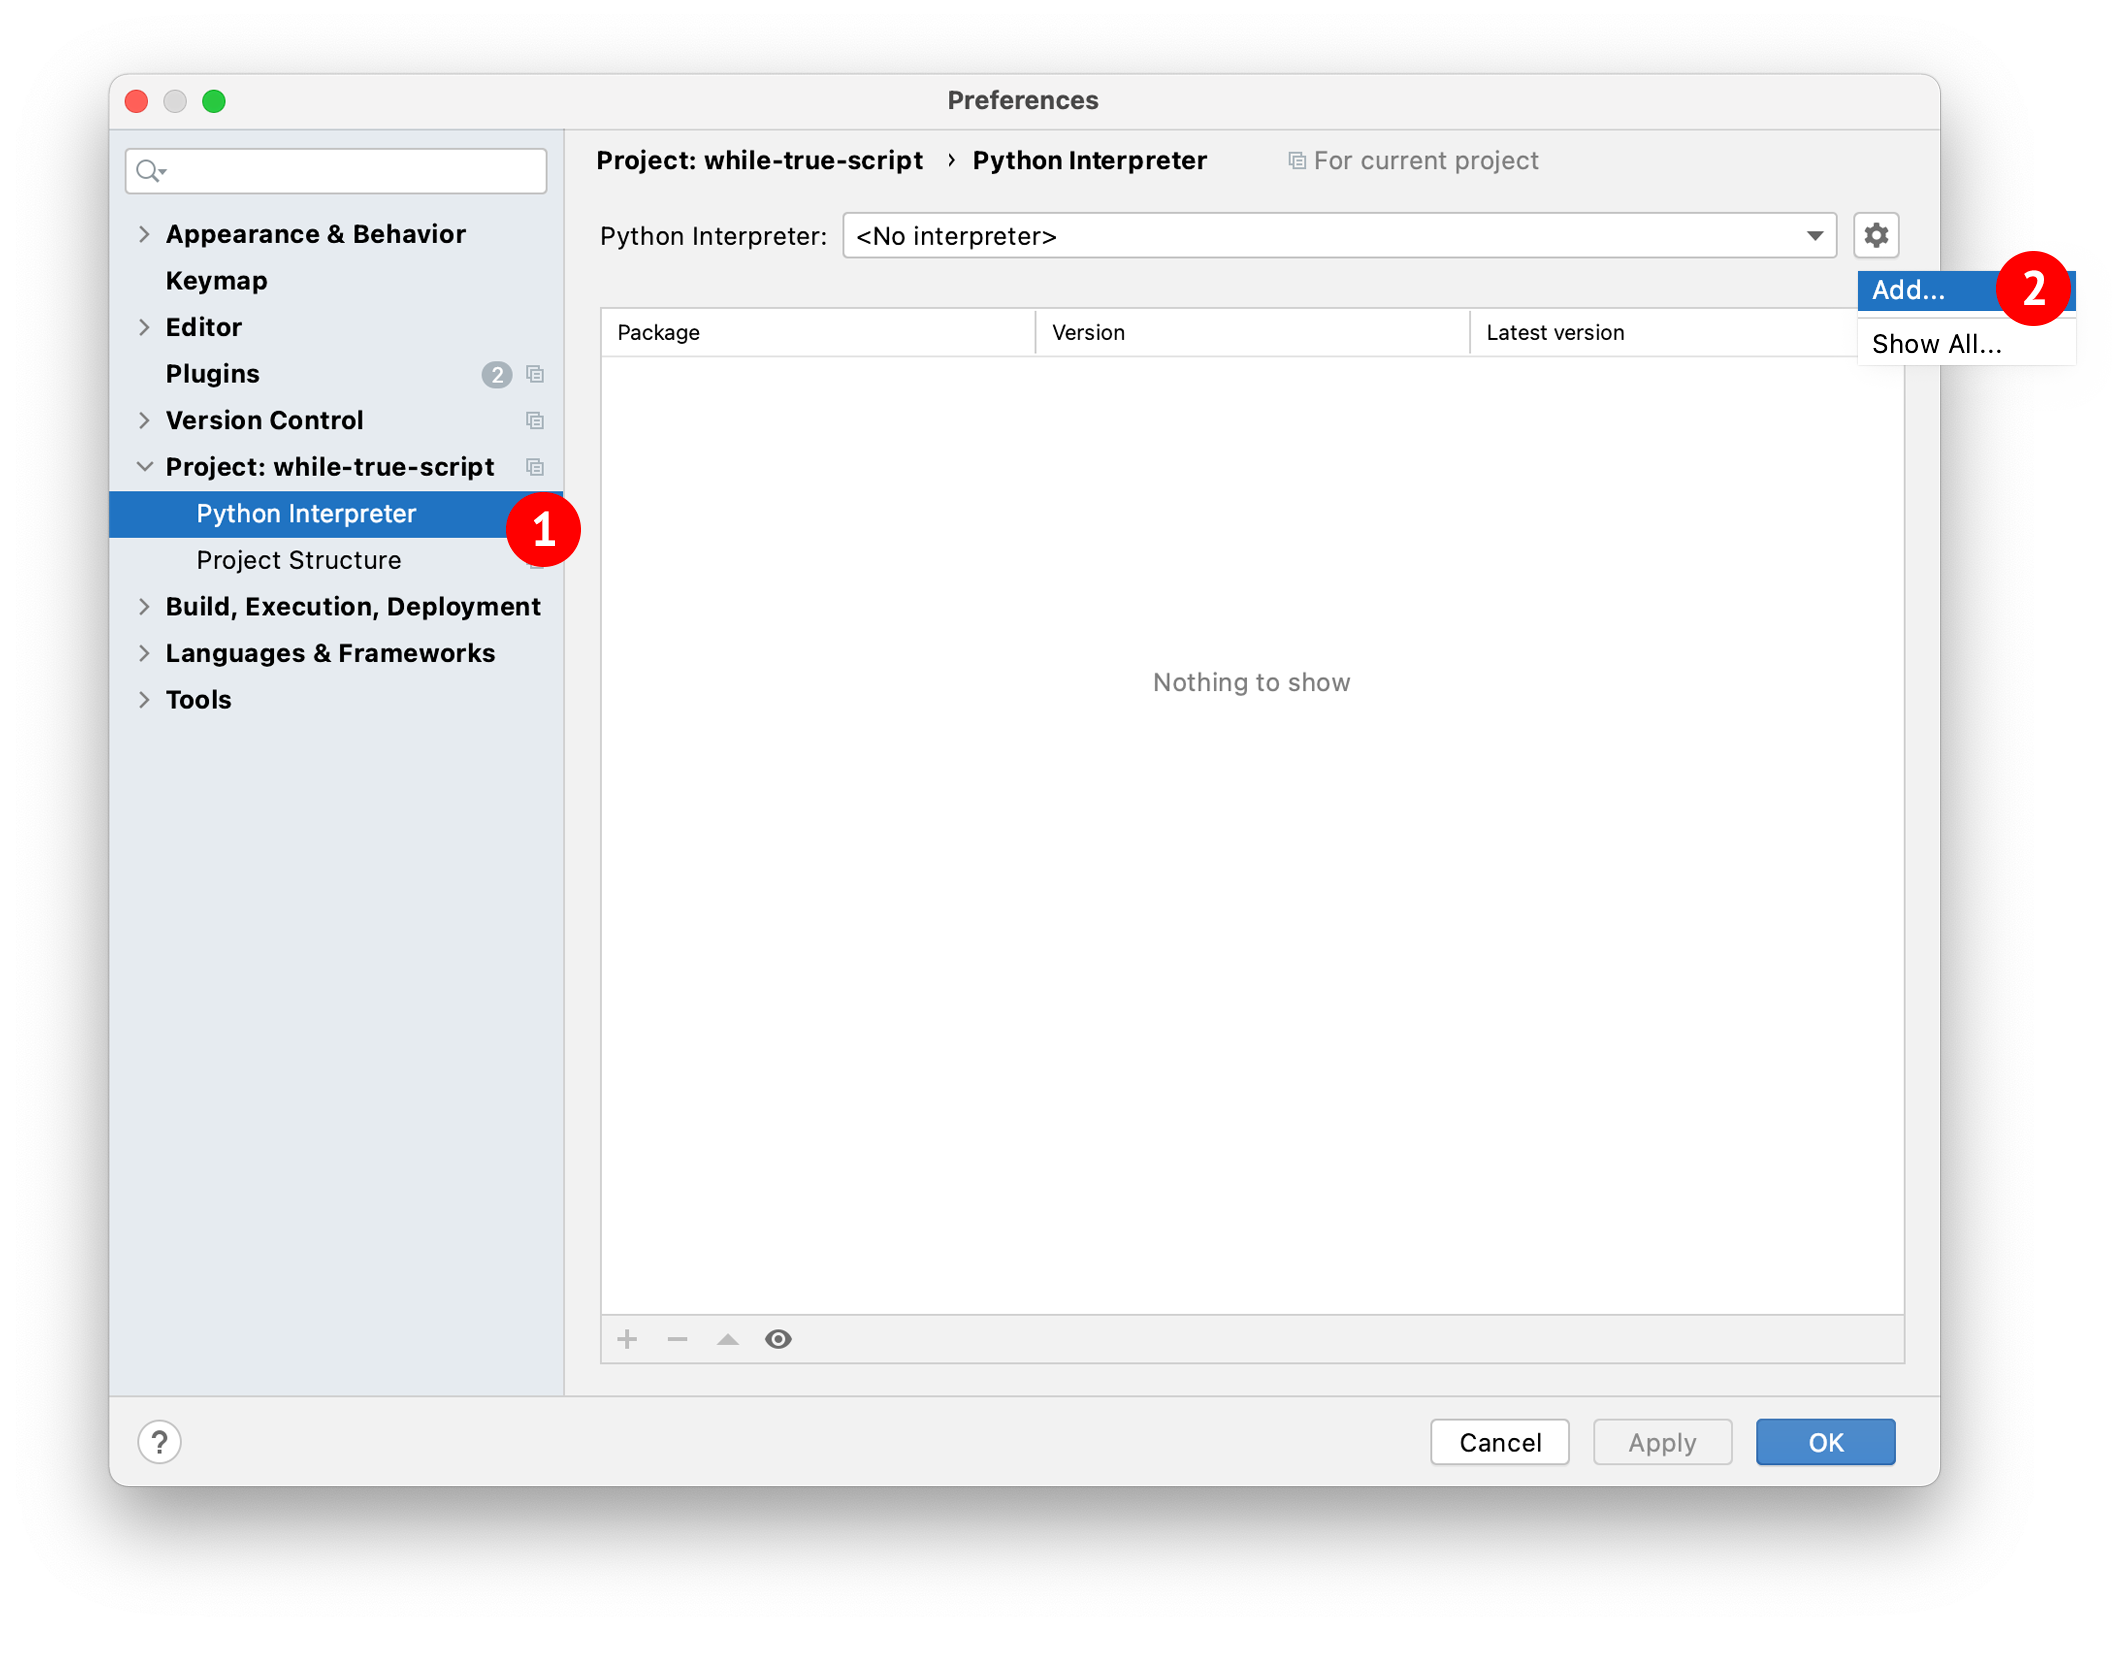 Preferences
Project: while-true-script › Python Interpreter For current project
Appearance & Behavior
Keymap
Editor
Plugins 2
Version Control
Project: while-true-script
Python Interpreter 1
Project Structure
Build, Execution, Deployment
Languages & Frameworks
Tools
Python Interpreter: <No interpreter>
Add... 2
Show All...
Package Version Latest version
Nothing to show
? Cancel Apply OK